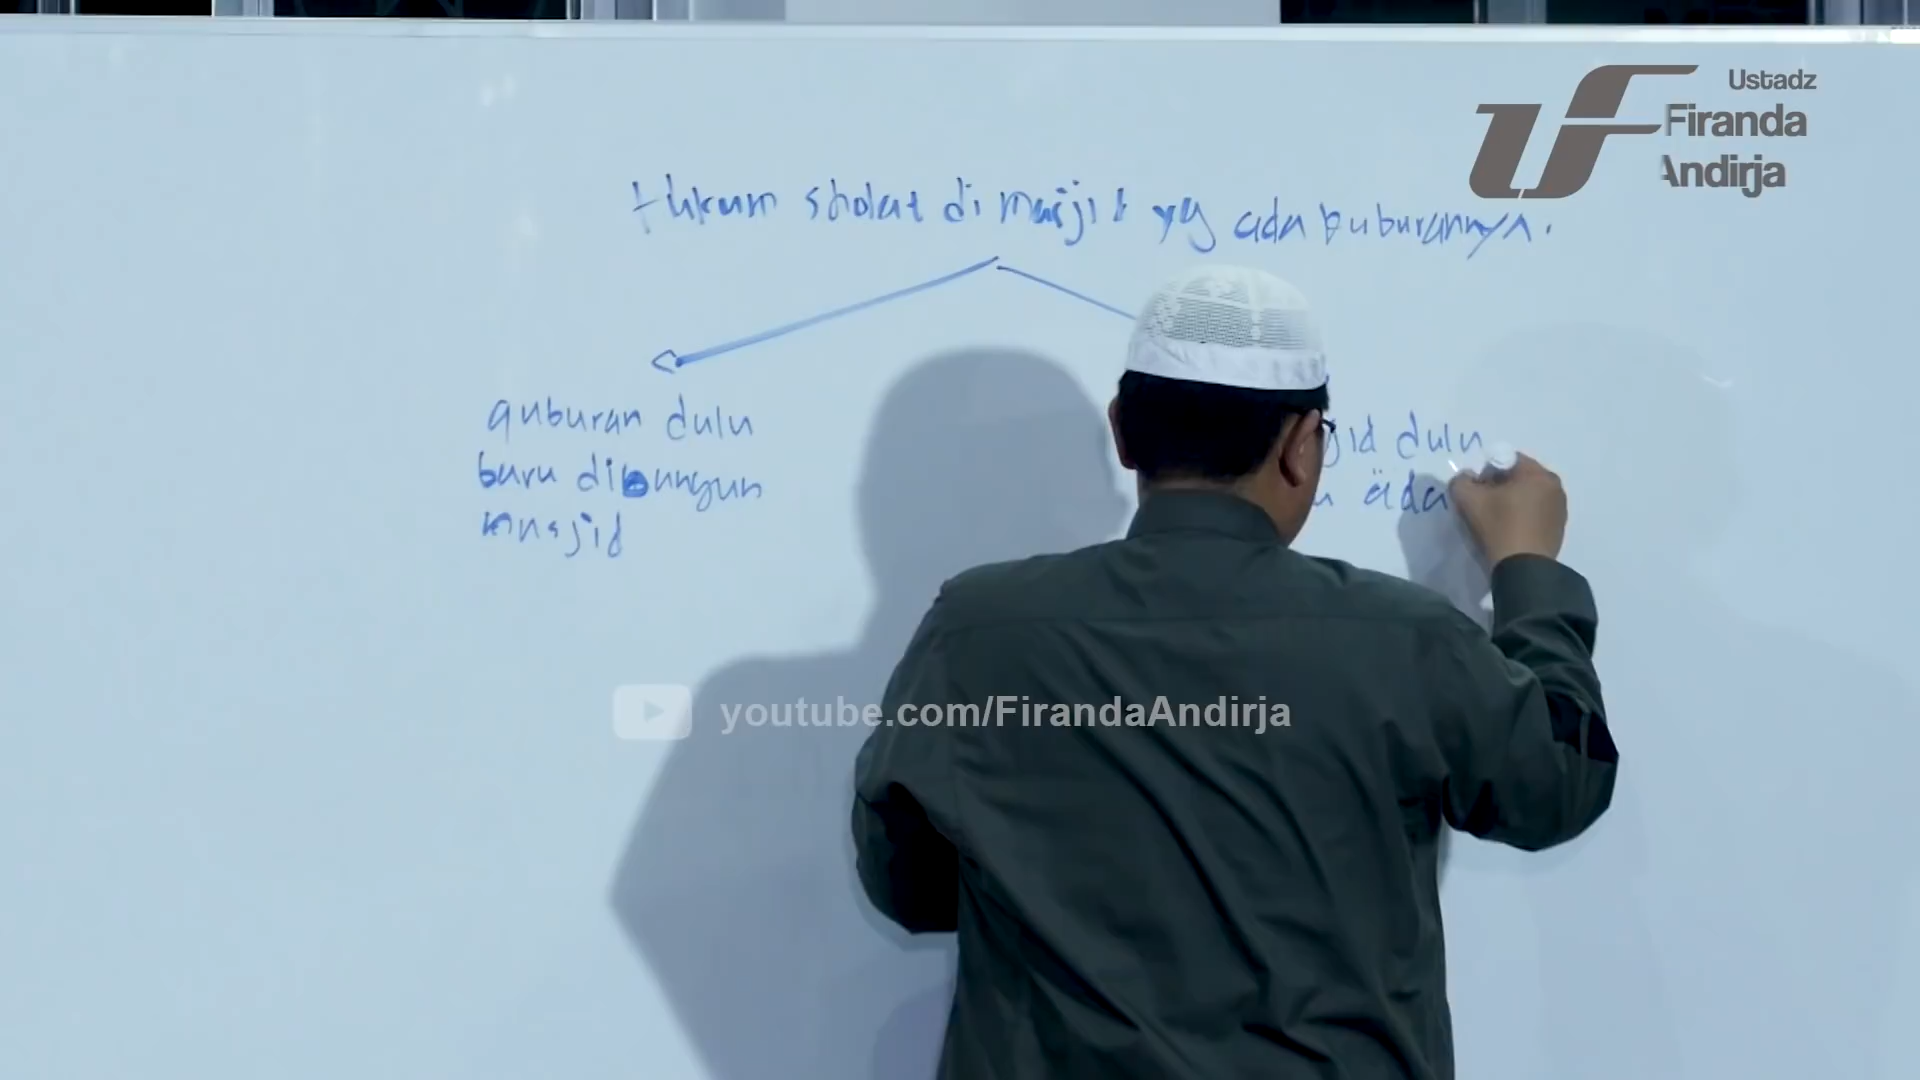 Ustadz
Firanda
Andirja
Hukum sholat di masjid yg ada kuburannya.
quburan dulu
baru dibangun
masjid
jid dulu
u ada
youtube.com/FirandaAndirja